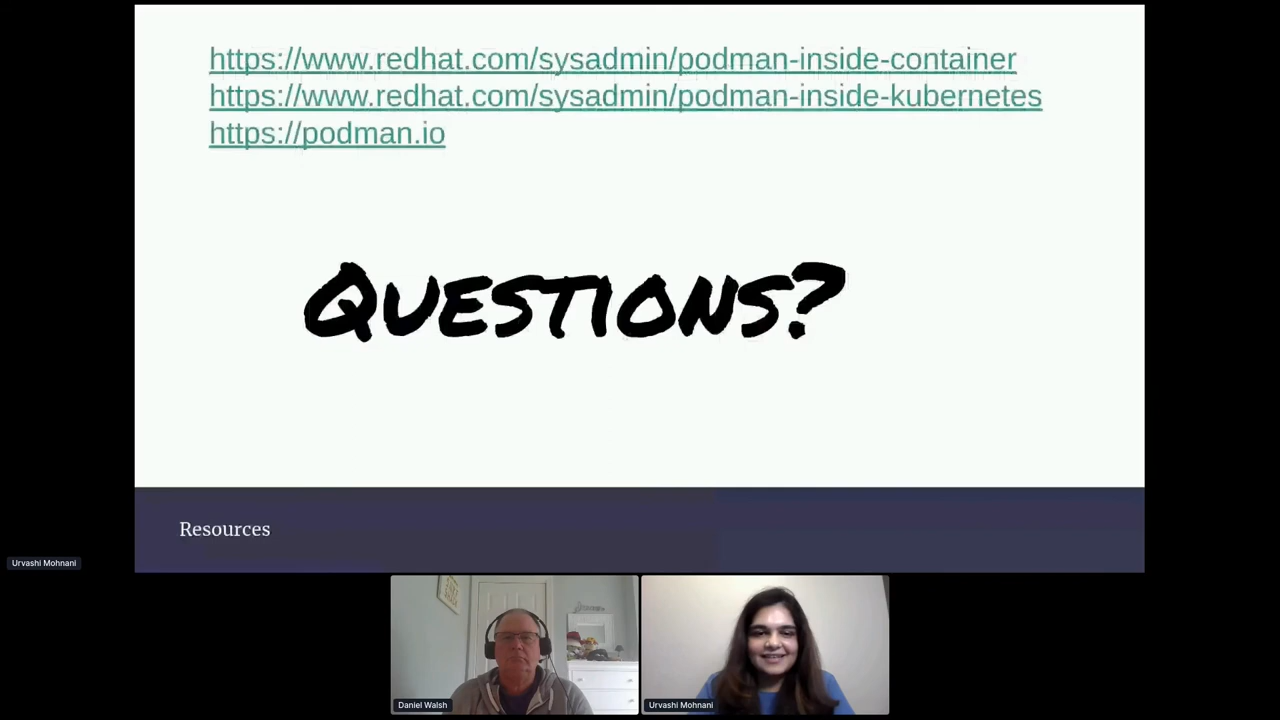 https://www.redhat.com/sysadmin/podman-inside-container
https://www.redhat.com/sysadmin/podman-inside-kubernetes
https://podman.io
Questions?
Resources
Urvashi Mohnani
Daniel Walsh
Urvashi Mohnani